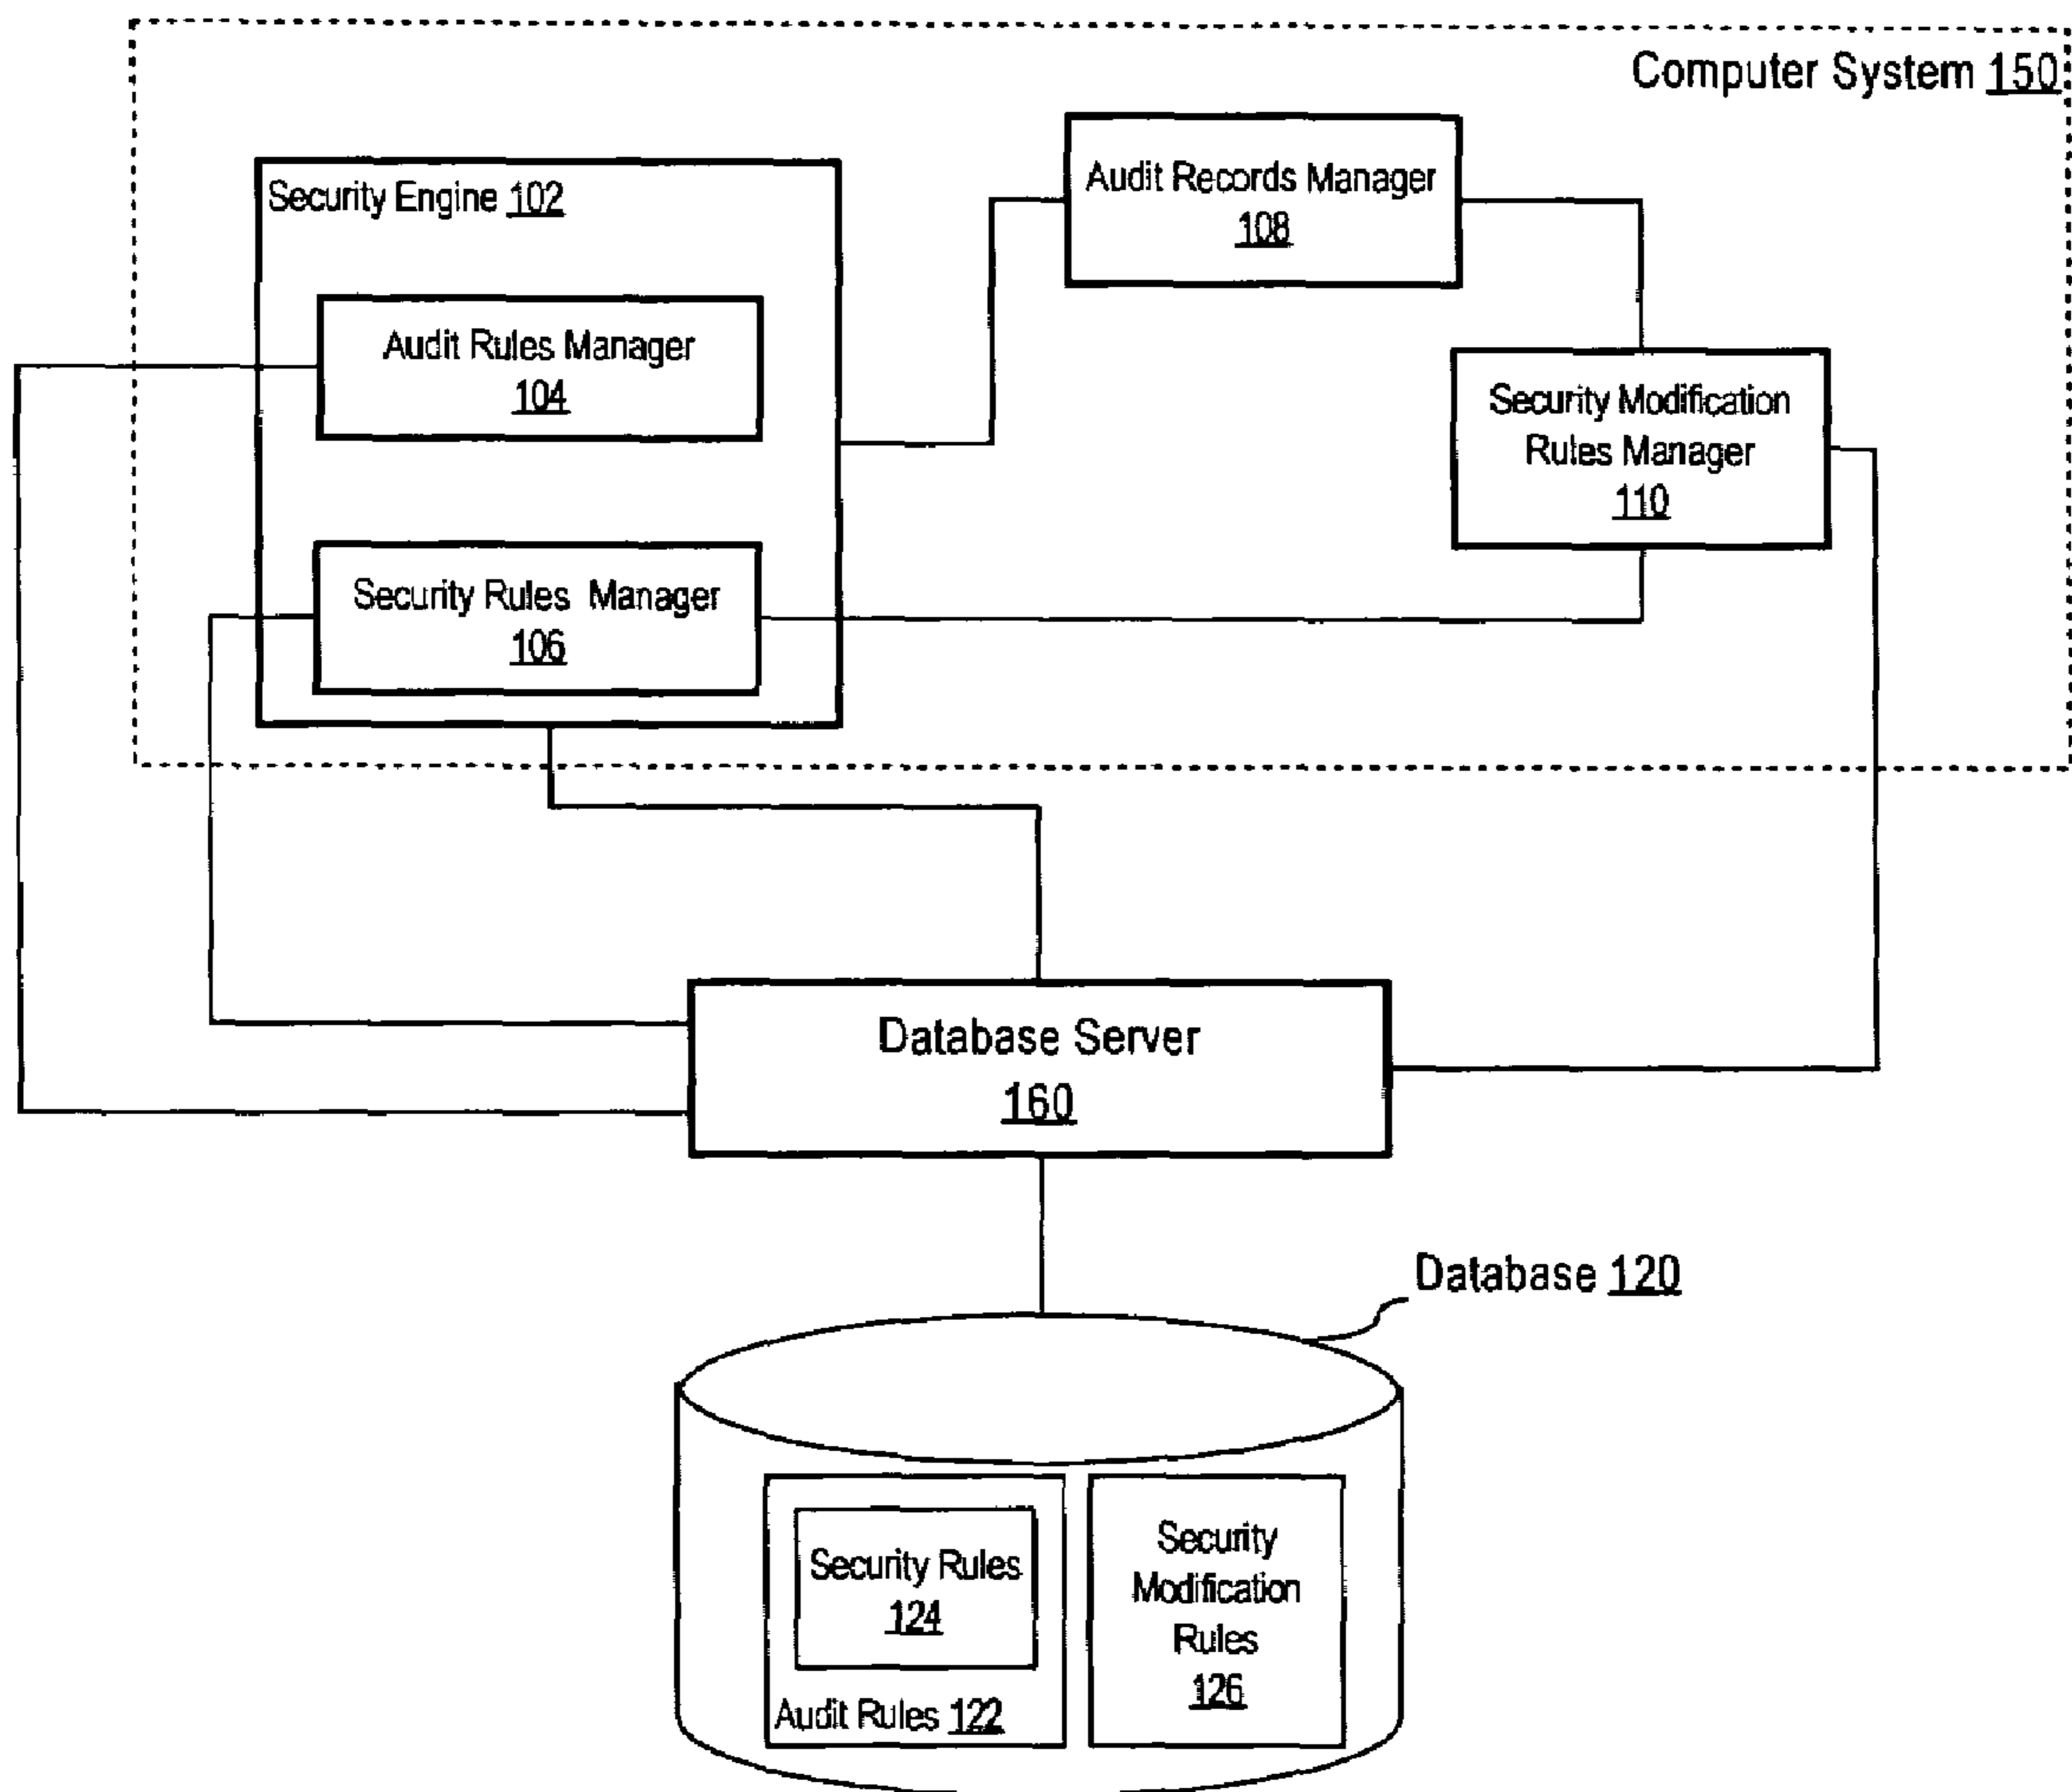 Computer System 150
Security Engine 102
Audit Records Manager
108
Audit Rules Manager
104
Security Modification
Rules Manager
110
Security Rules Manager
106
Database Server
160
Database 120
Security Rules
124
Audit Rules 122
Security
Modification
Rules
126